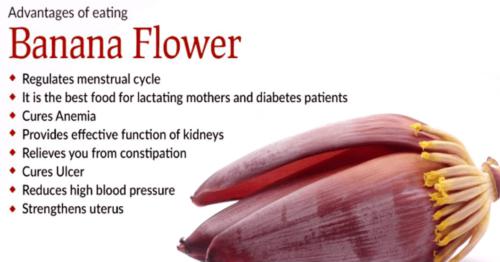 Advantages of eating
Banana Flower
Regulates menstrual cycle
It is the best food for lactating mothers and diabetes patients
Cures Anemia
Provides effective function of kidneys
Relieves you from constipation
Cures Ulcer
Reduces high blood pressure
Strengthens uterus